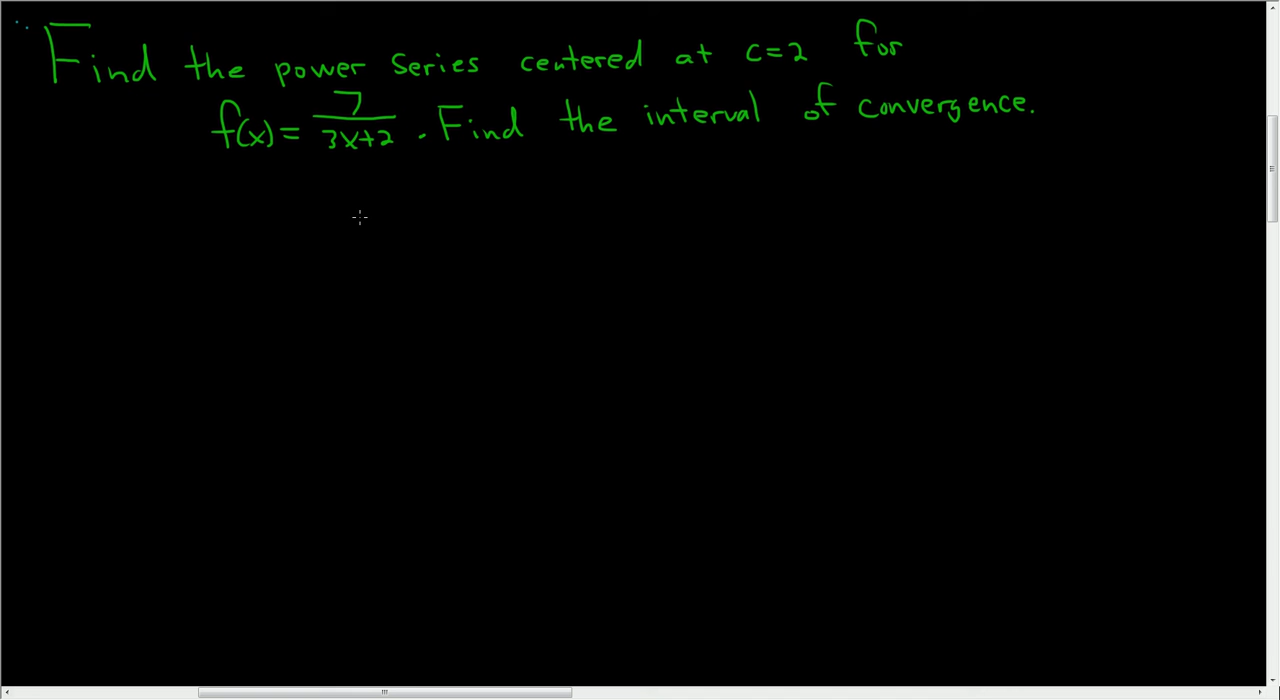 Find the power series centered at c=2 for
f(x) = 7/(3x+2) . Find the interval of convergence.